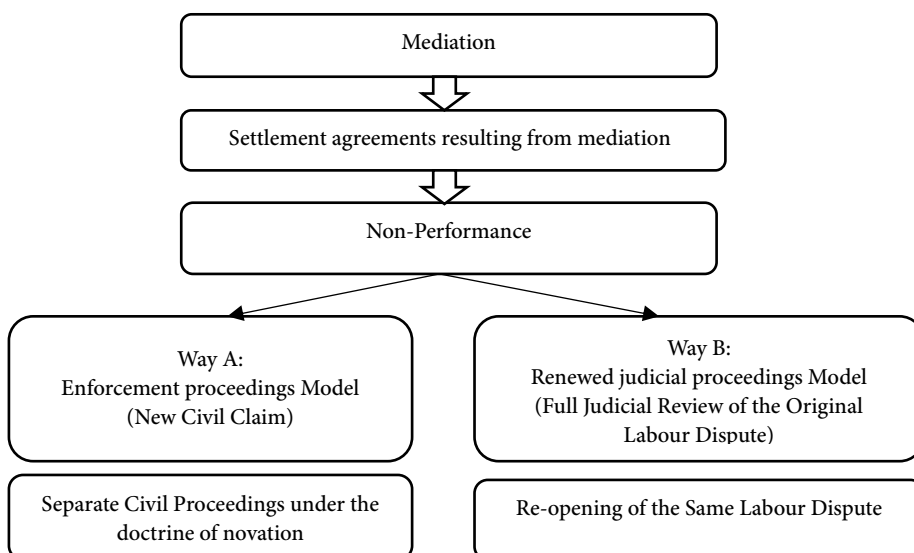 Mediation
Settlement agreements resulting from mediation
Non-Performance
Way A:
Enforcement proceedings Model
(New Civil Claim)
Way B:
Renewed judicial proceedings Model
(Full Judicial Review of the Original
Labour Dispute)
Separate Civil Proceedings under the
doctrine of novation
Re-opening of the Same Labour Dispute